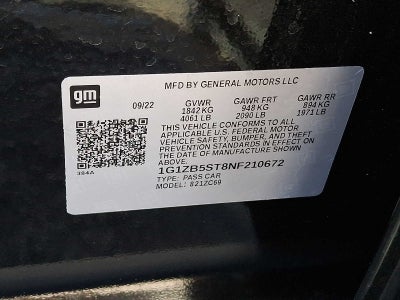 gm
MFD BY GENERAL MOTORS LLC
09/22 GVWR GAWR FRT GAWR RR
1842 KG 948 KG 894 KG
4061 LB 2090 LB 1971 LB
THIS VEHICLE CONFORMS TO ALL
APPLICABLE U.S. FEDERAL MOTOR
VEHICLE SAFETY, BUMPER, AND THEFT
PREVENTION STANDARDS IN EFFECT ON
THE DATE OF MANUFACTURE SHOWN
ABOVE.
1G1ZB5ST8NF210672
TYPE: PASS CAR
MODEL: 821ZC69
384A